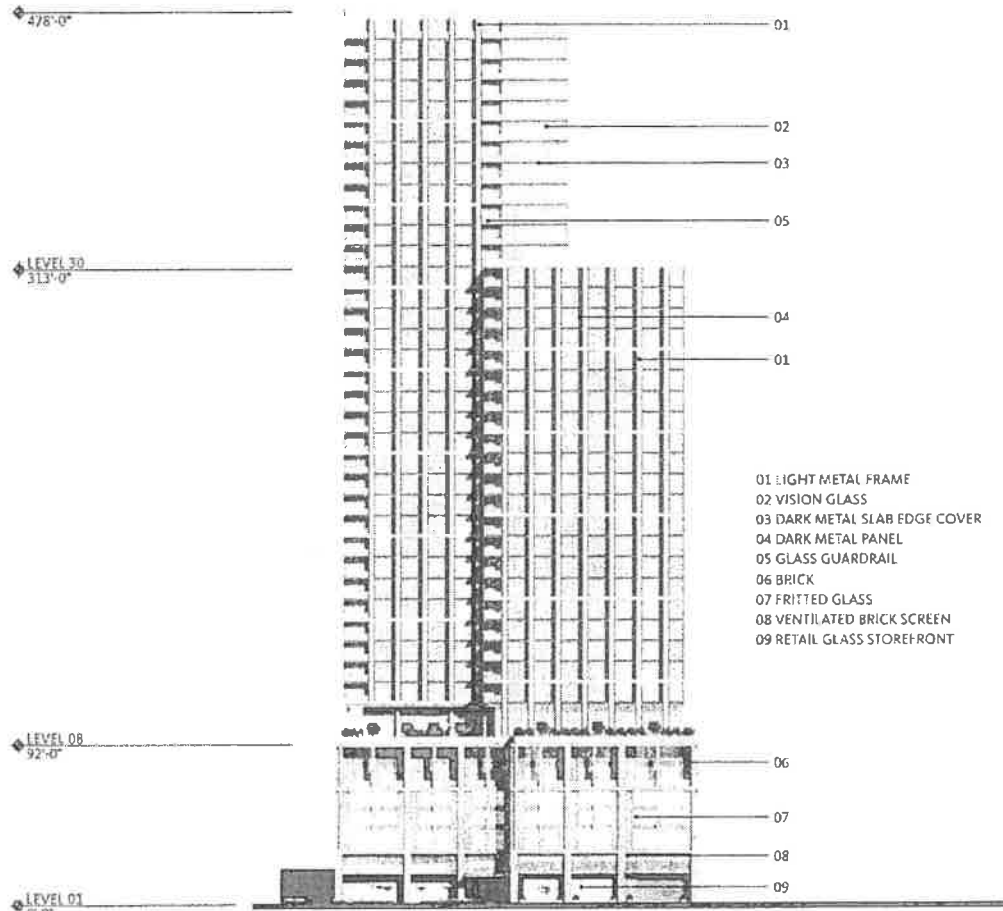 478'-0"
01
02
03
05
LEVEL 30
313'-0"
04
01
01 LIGHT METAL FRAME
02 VISION GLASS
03 DARK METAL SLAB EDGE COVER
04 DARK METAL PANEL
05 GLASS GUARDRAIL
06 BRICK
07 FRITTED GLASS
08 VENTILATED BRICK SCREEN
09 RETAIL GLASS STOREFRONT
LEVEL 08
92'-0"
06
07
08
09
LEVEL 01